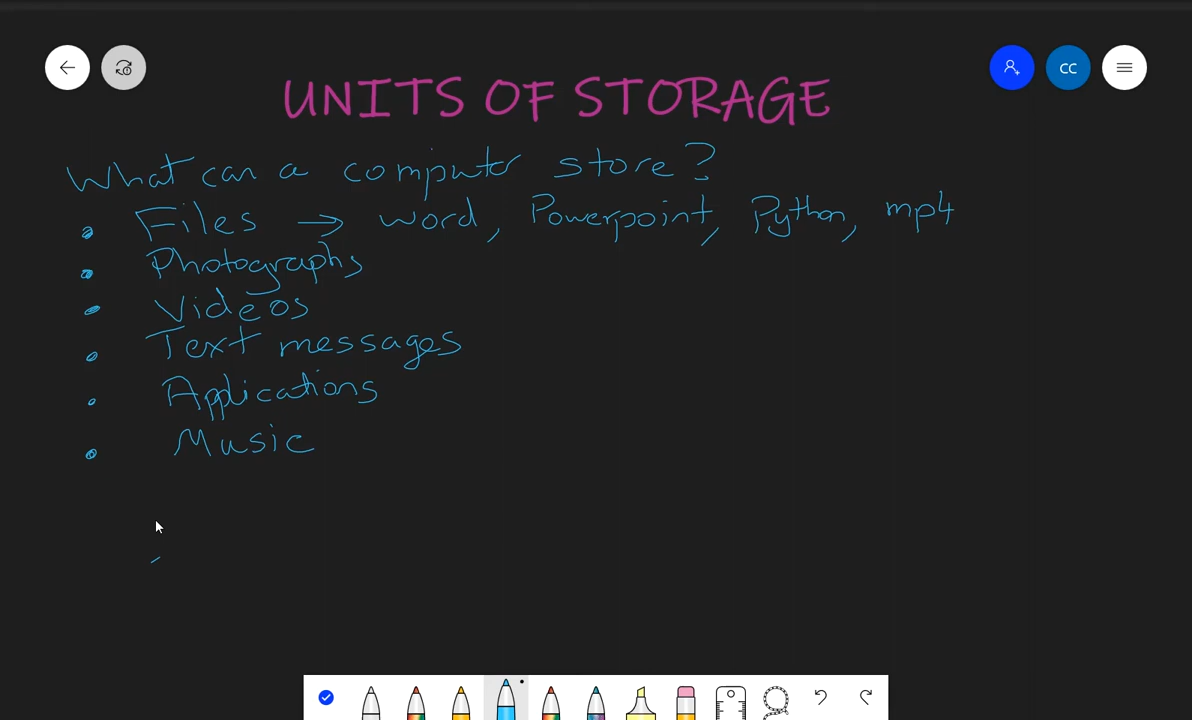 UNITS OF STORAGE
CC
What can a computer store?
• Files → word, Powerpoint, Python, mp4
• Photographs
• Videos
• Text messages
• Applications
• Music